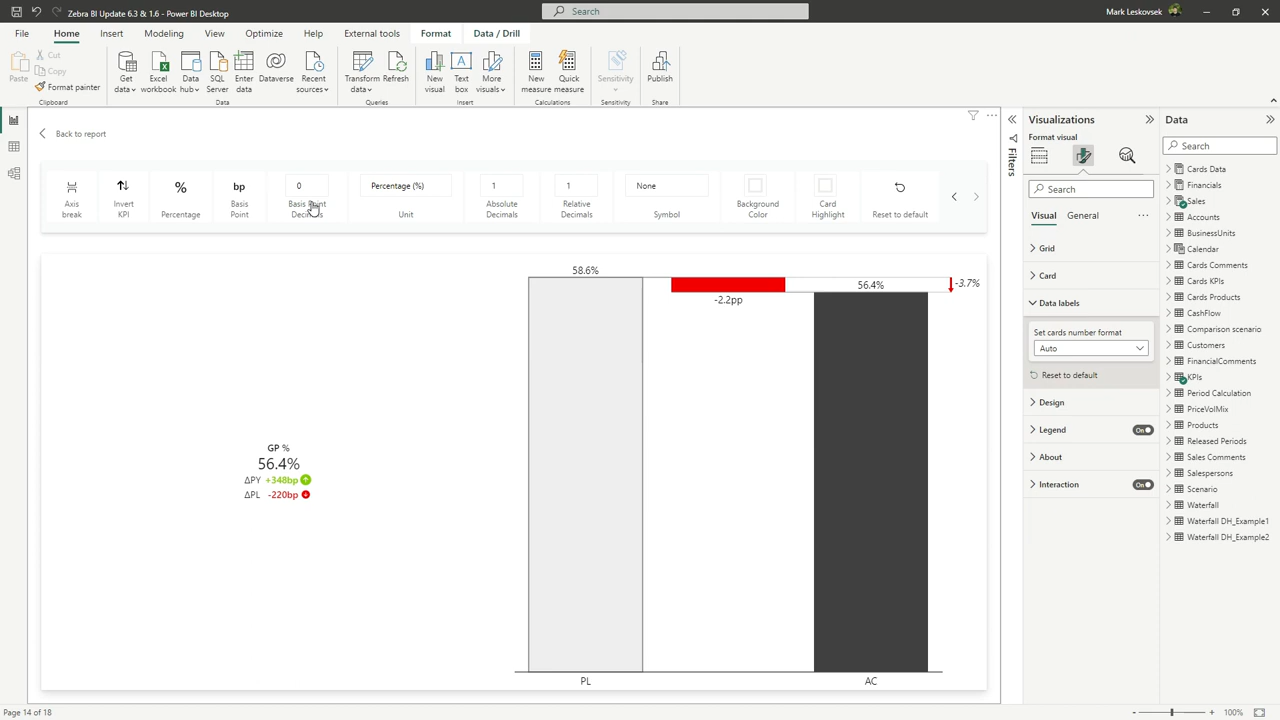 Zebra BI Update 6.3 & 1.6 - Power BI Desktop
Search
Mark Leskovsek
File
Home
Insert
Modeling
View
Optimize
Help
External tools
Format
Data / Drill
Paste
Cut
Copy
Format painter
Clipboard
Get data
Excel workbook
Data hub
SQL Server
Enter data
Dataverse
Recent sources
Data
Transform data
Refresh
Queries
New visual
Text box
More visuals
Insert
New measure
Quick measure
Calculations
Sensitivity
Sensitivity
Publish
Share
Back to report
Axis break
Invert KPI
%
Percentage
bp
Basis Point
0
Basis Point Decimals
Percentage (%)
Unit
1
Absolute Decimals
1
Relative Decimals
None
Symbol
Background Color
Card Highlight
Reset to default
GP %
56.4%
ΔPY +348bp
ΔPL -220bp
58.6%
-2.2pp
56.4%
-3.7%
PL
AC
Filters
Visualizations
Format visual
Search
Visual
General
Grid
Card
Data labels
Set cards number format
Auto
Reset to default
Design
Legend
On
About
Interaction
On
Data
Search
Cards Data
Financials
Sales
Accounts
BusinessUnits
Calendar
Cards Comments
Cards KPIs
Cards Products
CashFlow
Comparison scenario
Customers
FinancialComments
KPIs
Period Calculation
PriceVolMix
Products
Released Periods
Sales Comments
Salespersons
Scenario
Waterfall
Waterfall DH_Example1
Waterfall DH_Example2
Page 14 of 18
100%